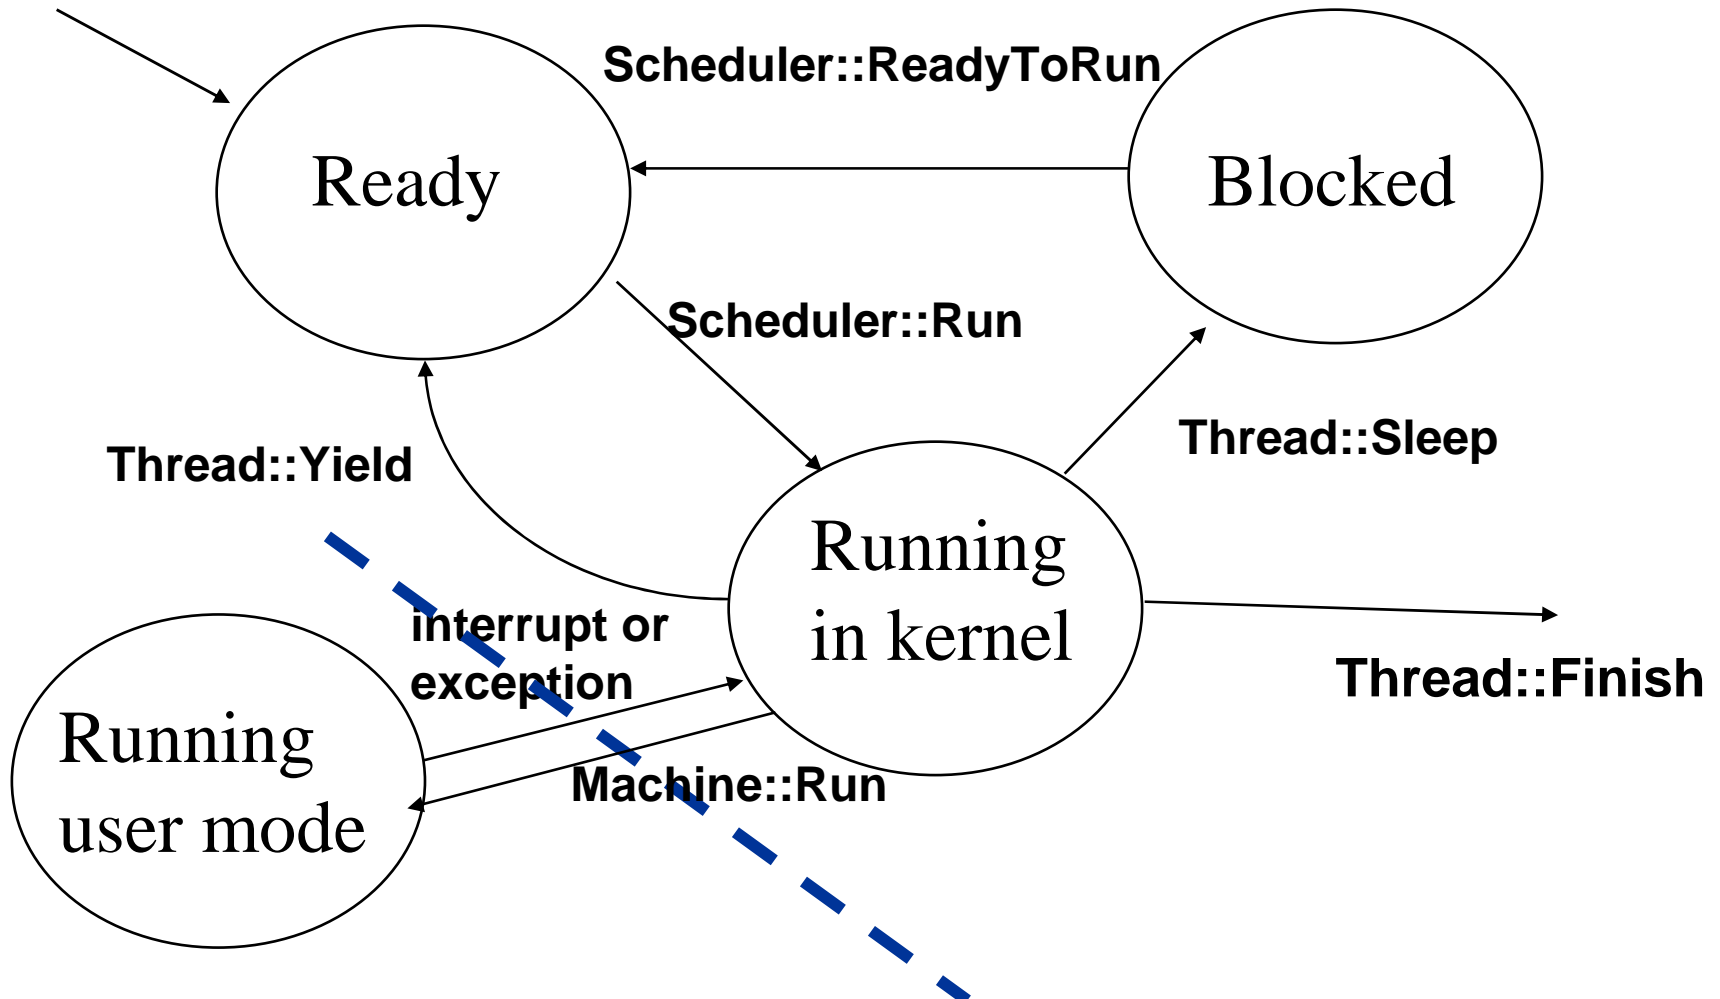 Scheduler::ReadyToRun
Ready
Blocked
Scheduler::Run
Thread::Yield
Thread::Sleep
Running
in kernel
interrupt or
exception
Thread::Finish
Running
user mode
Machine::Run